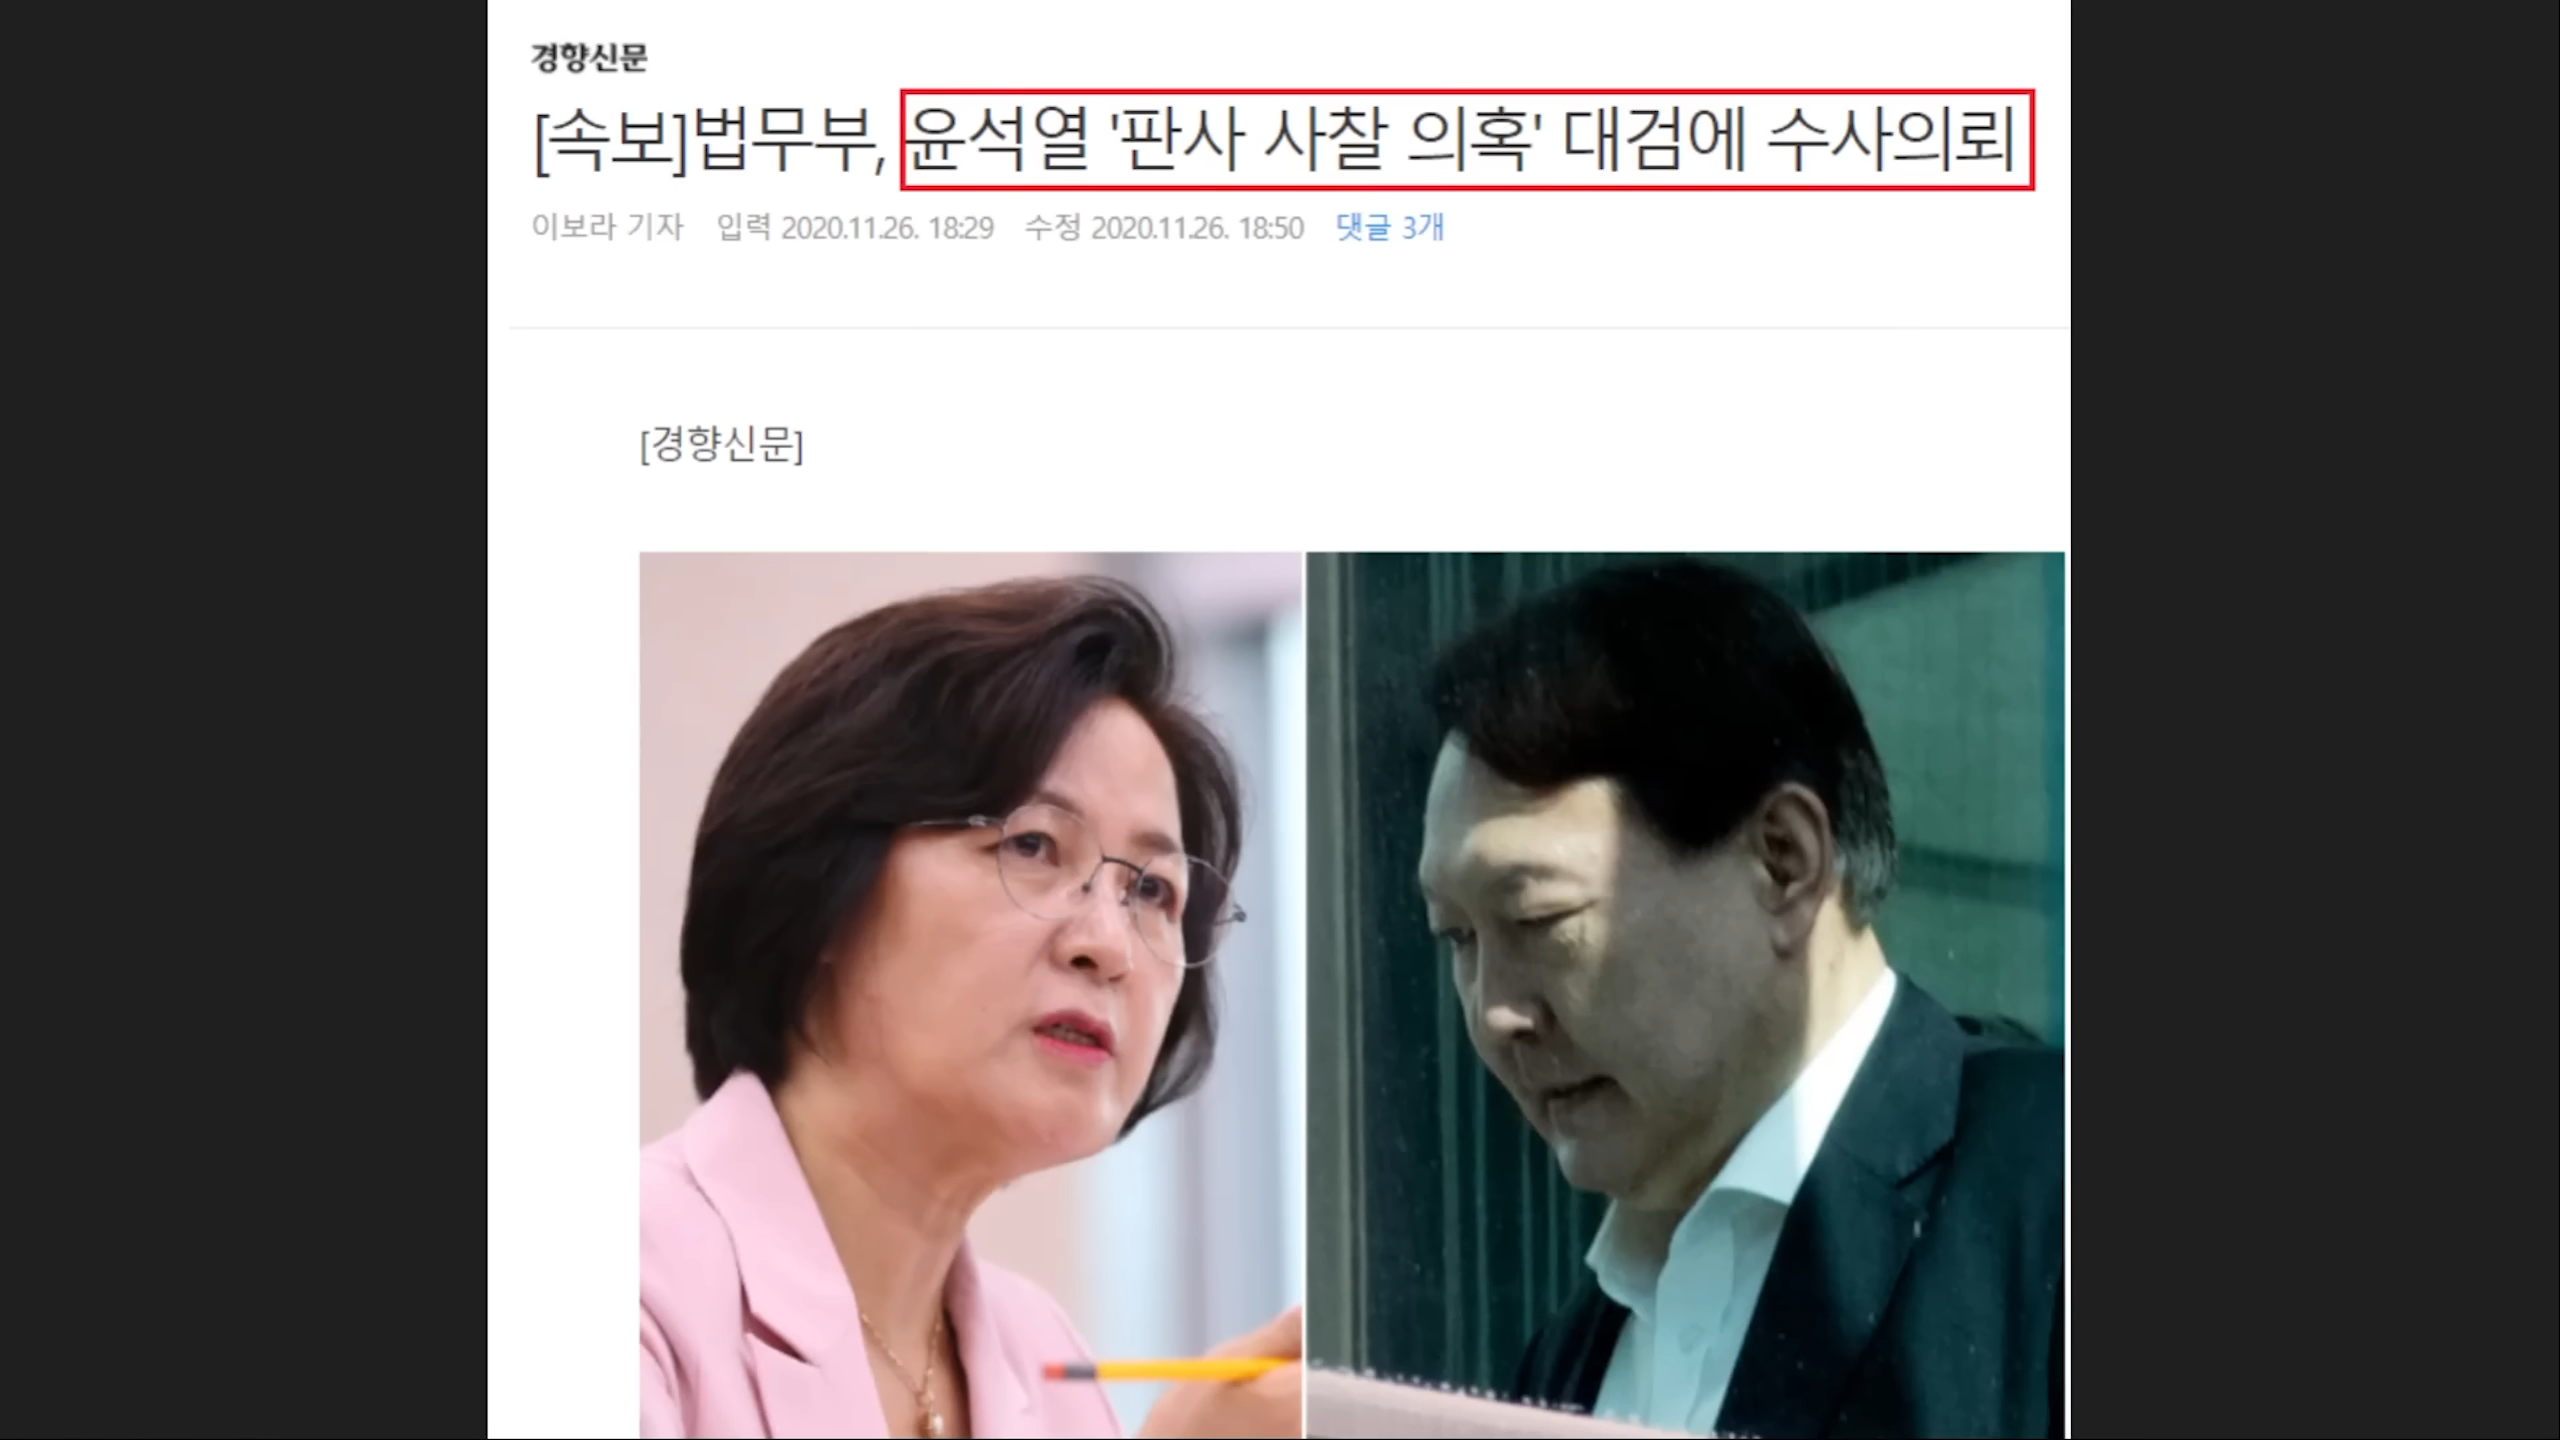 경향신문
[속보]법무부, 윤석열 '판사 사찰 의혹' 대검에 수사의뢰
이보라 기자 입력 2020.11.26. 18:29 수정 2020.11.26. 18:50 댓글 3개
[경향신문]